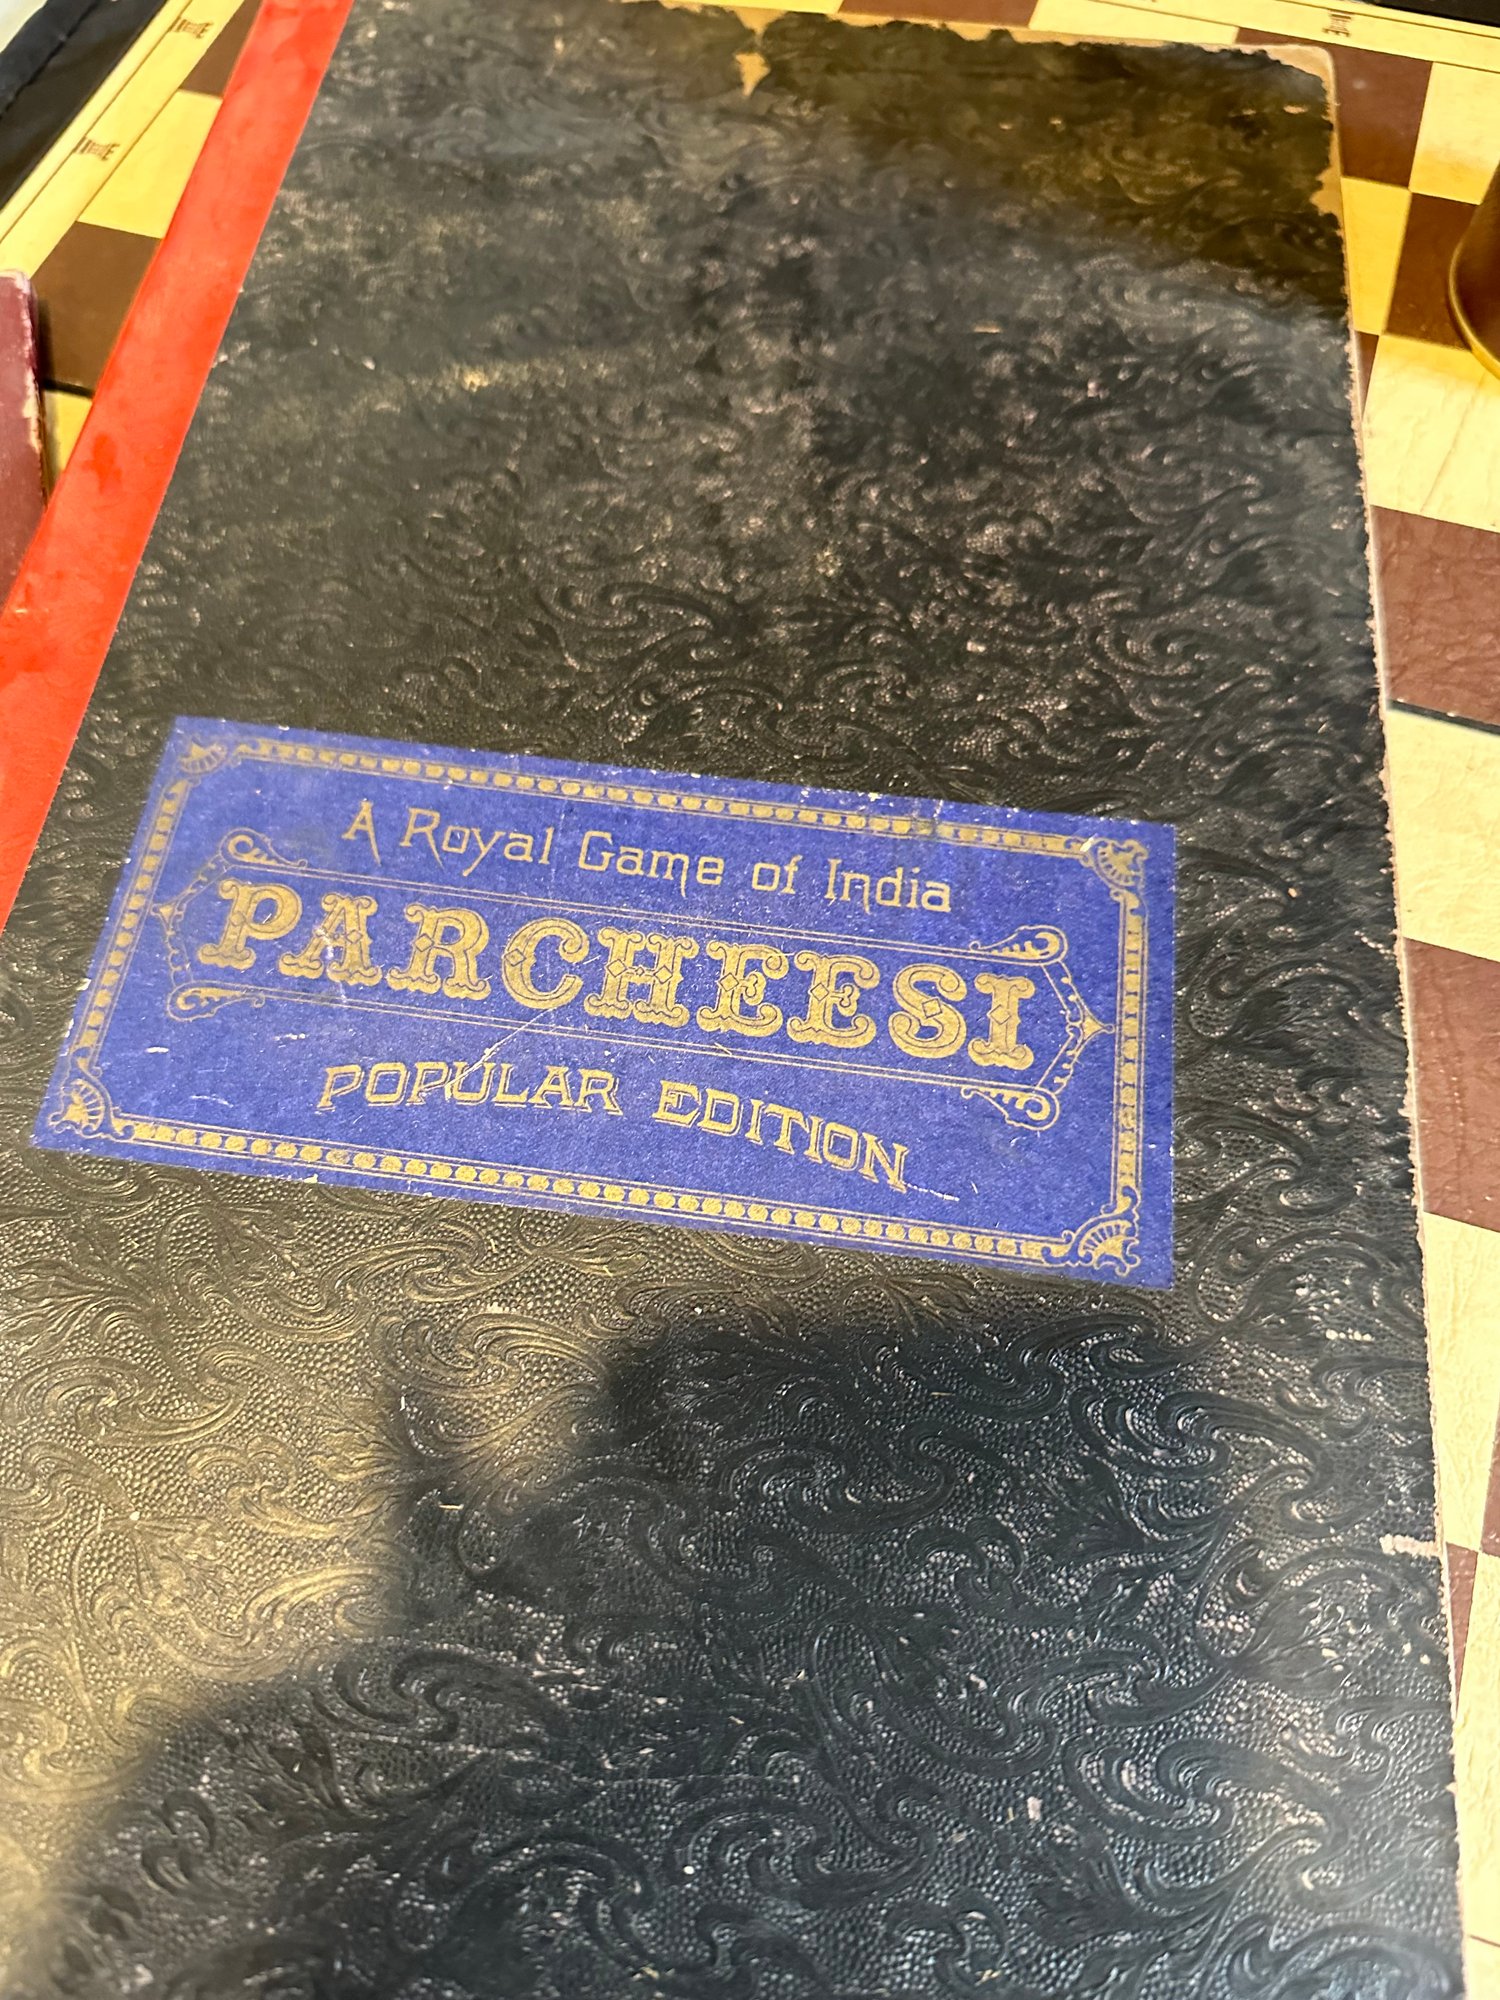 A Royal Game of India
PARCHEESI
POPULAR EDITION